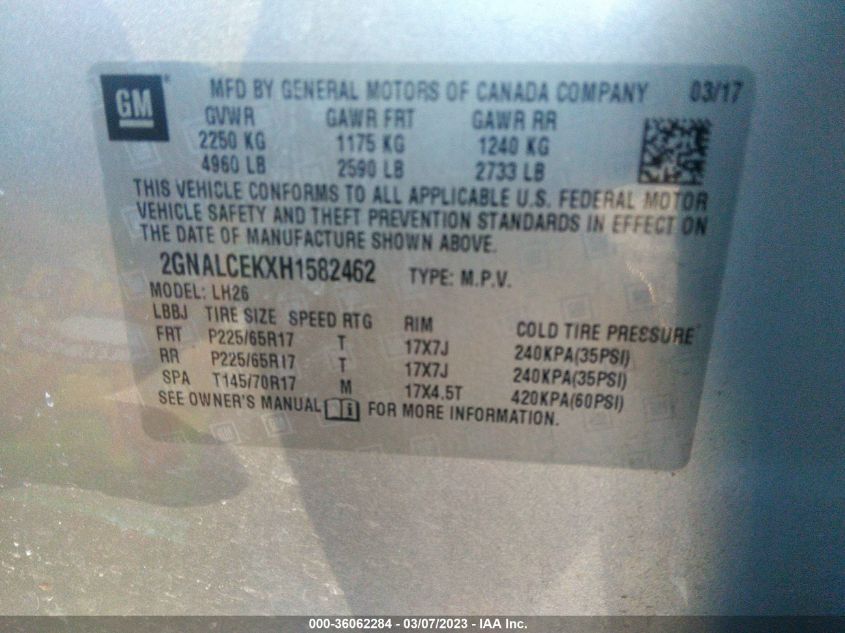 GM® MFD BY GENERAL MOTORS OF CANADA COMPANY 03/17
GVWR GAWR FRT GAWR RR
2250 KG 1175 KG 1240 KG
4960 LB 2590 LB 2733 LB
THIS VEHICLE CONFORMS TO ALL APPLICABLE U.S. FEDERAL MOTOR
VEHICLE SAFETY AND THEFT PREVENTION STANDARDS IN EFFECT ON
THE DATE OF MANUFACTURE SHOWN ABOVE.
2GNALCEKXH1582462 TYPE: M.P.V.
MODEL: LH26
LBBJ TIRE SIZE SPEED RTG RIM COLD TIRE PRESSURE
FRT P225/65R17 T 17X7J 240KPA(35PSI)
RR P225/65R17 T 17X7J 240KPA(35PSI)
SPA T145/70R17 M 17X4.5T 420KPA(60PSI)
SEE OWNER'S MANUAL FOR MORE INFORMATION.
000-36062284 - 03/07/2023 - IAA Inc.